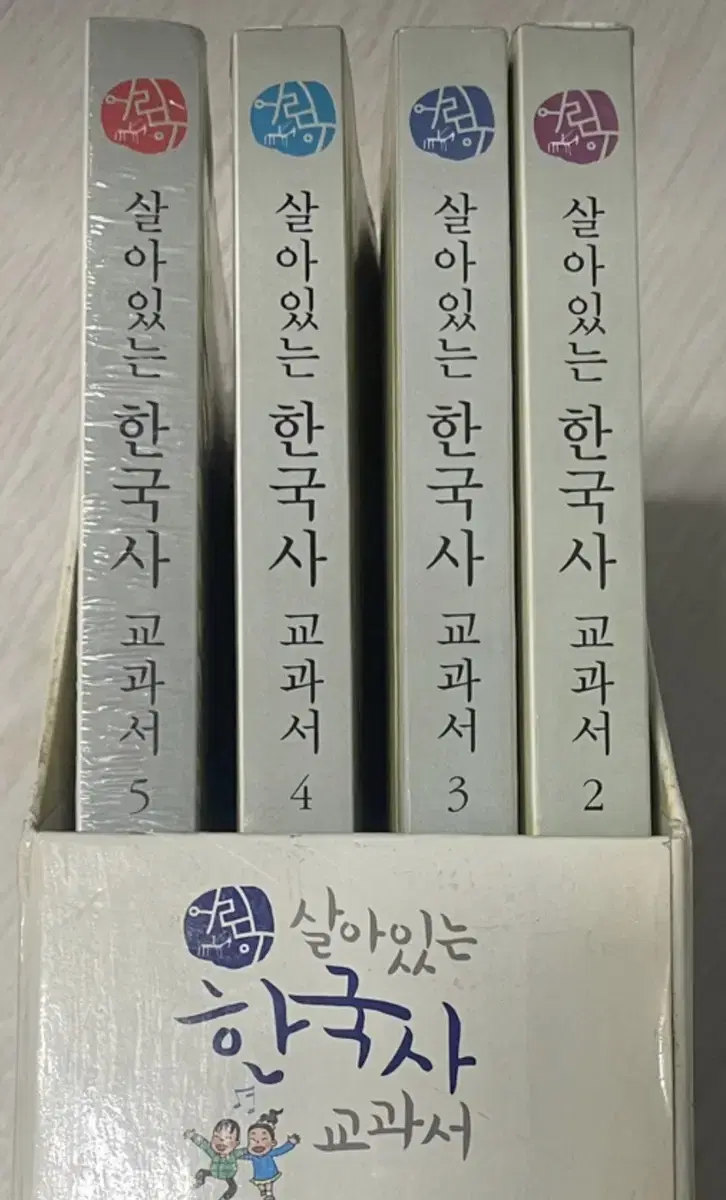 어린이 살아있는 한국사 교과서 5
어린이 살아있는 한국사 교과서 4
어린이 살아있는 한국사 교과서 3
어린이 살아있는 한국사 교과서 2
어린이 살아있는
한국사
교과서